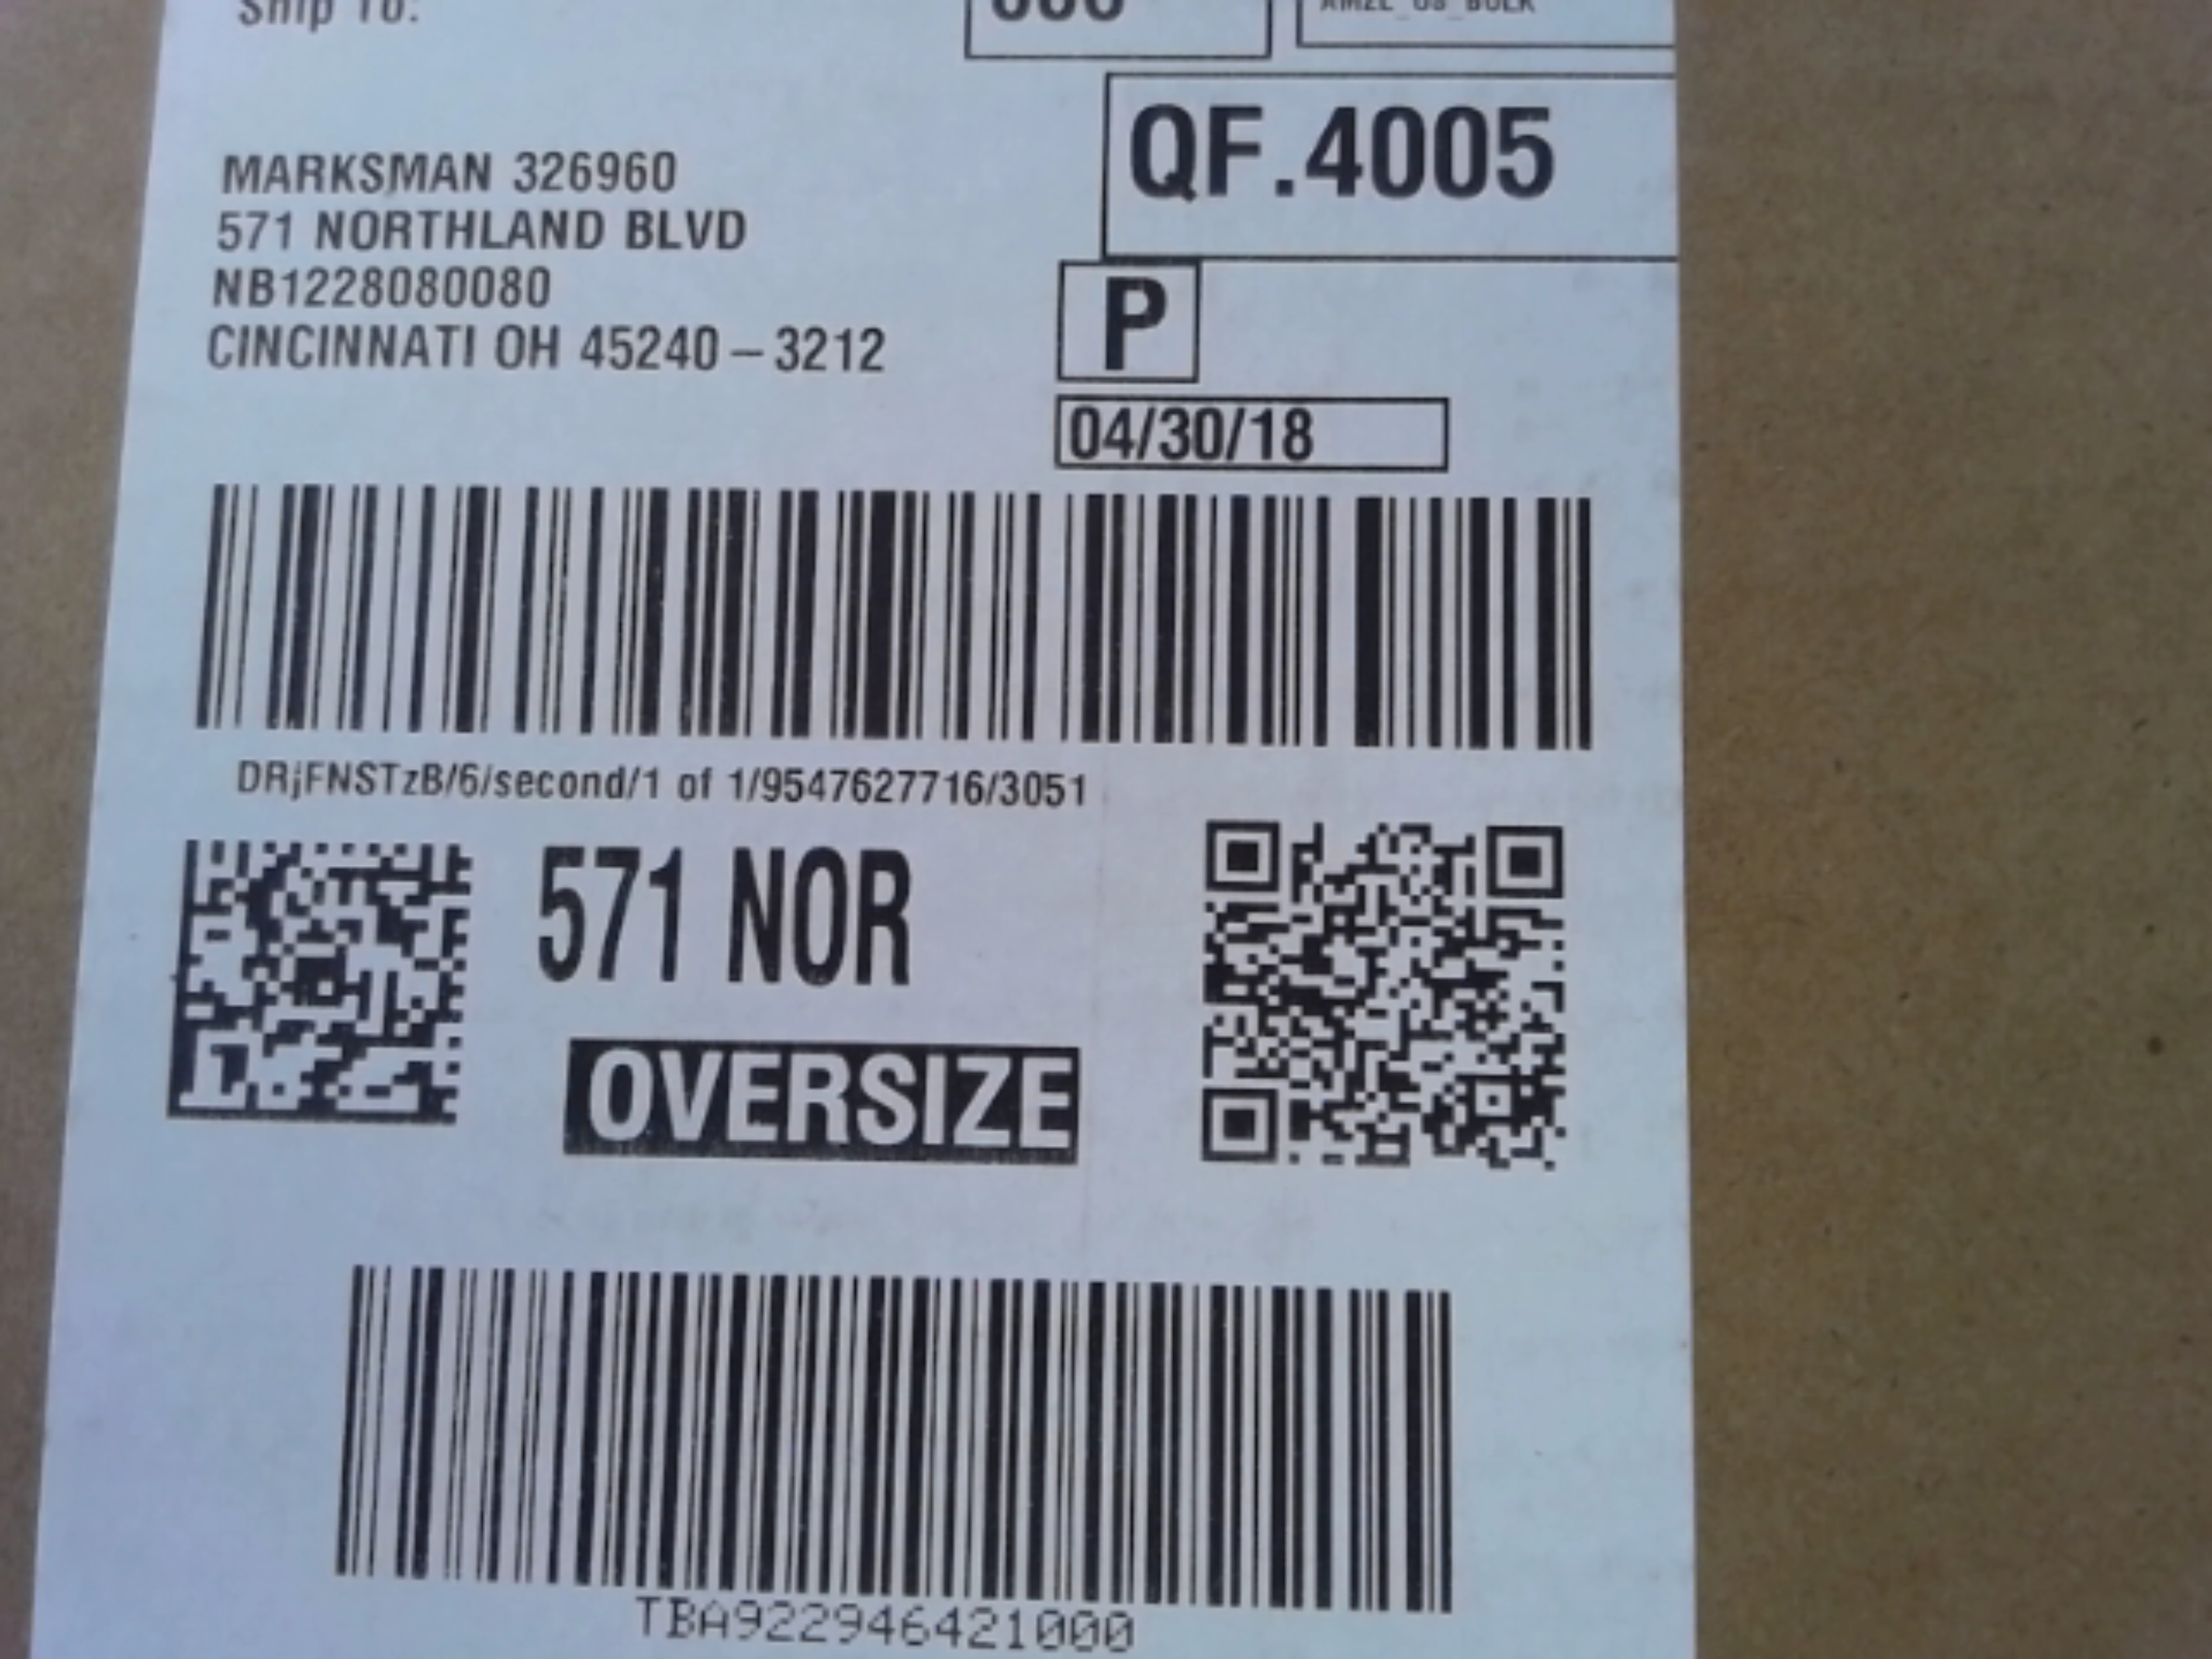 Ship To:
AMZL_US_BULK
QF.4005
MARKSMAN 326960
571 NORTHLAND BLVD
NB1228080080
CINCINNATI OH 45240-3212
P
04/30/18
DRjFNSTzB/6/second/1 of 1/9547627716/3051
571 NOR
OVERSIZE
TBA922946421000